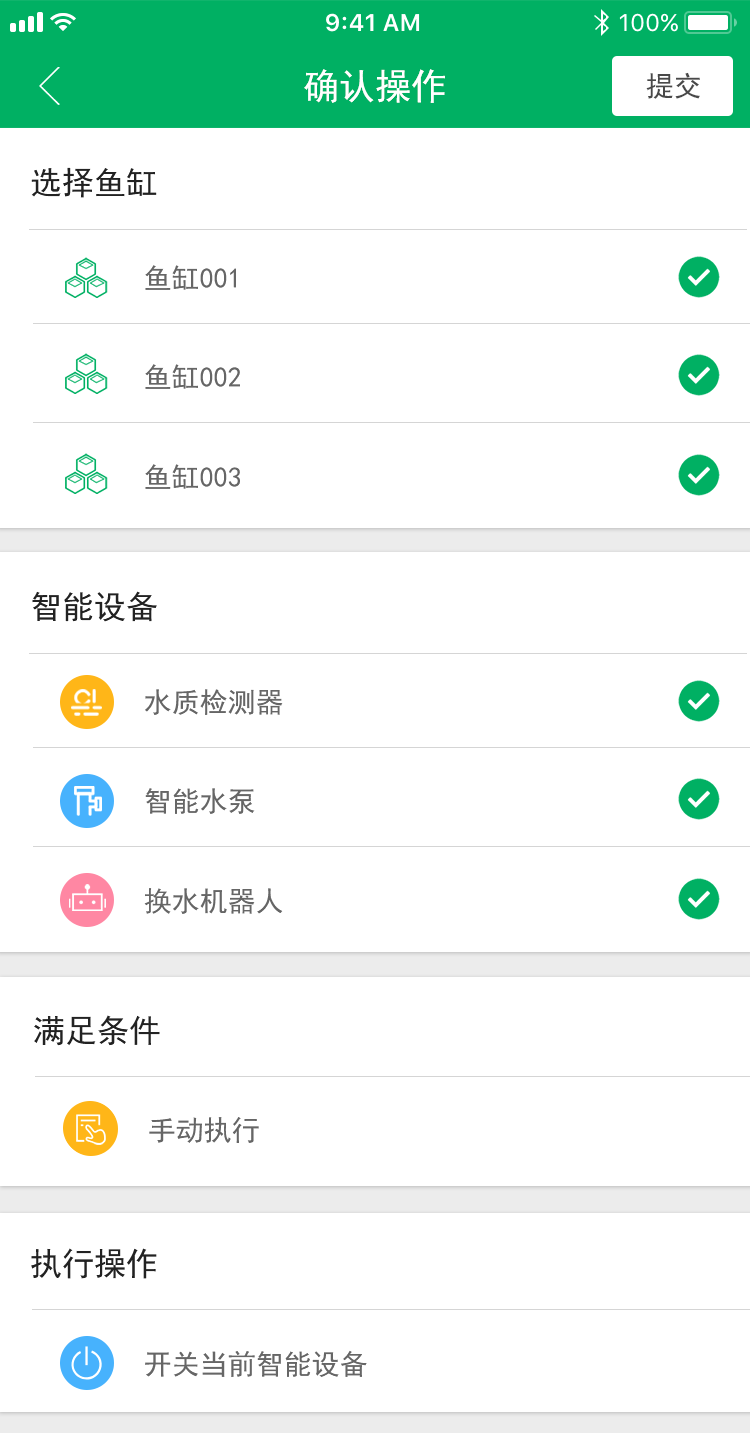 9:41 AM
100%
确认操作
提交
选择鱼缸
鱼缸001
鱼缸002
鱼缸003
智能设备
水质检测器
智能水泵
换水机器人
满足条件
手动执行
执行操作
开关当前智能设备